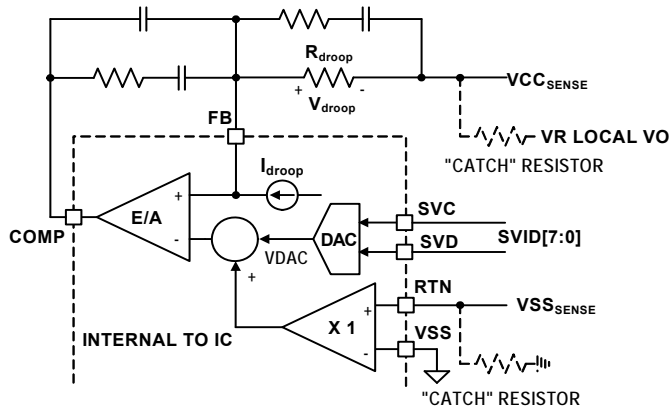 Rdroop
+ -
Vdroop
VCCSENSE
FB
VR LOCAL VO
"CATCH" RESISTOR
Idroop
+
E/A
-
COMP
DAC
SVC
SVD
SVID[7:0]
VDAC
+
RTN
+
VSSSENSE
X 1
INTERNAL TO IC
VSS
-
"CATCH" RESISTOR